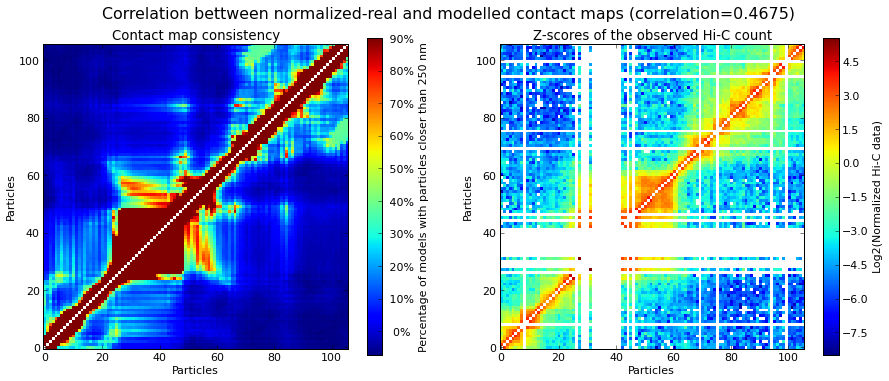 Correlation bettween normalized-real and modelled contact maps (correlation=0.4675)
Contact map consistency
100
80
60
40
20
0
Particles
0 20 40 60 80 100
Particles
90%
80%
70%
60%
50%
40%
30%
20%
10%
0%
Percentage of models with particles closer than 250 nm
Z-scores of the observed Hi-C count
100
80
60
40
20
0
Particles
0 20 40 60 80 100
Particles
4.5
3.0
1.5
0.0
−1.5
−3.0
−4.5
−6.0
−7.5
Log2(Normalized Hi-C data)